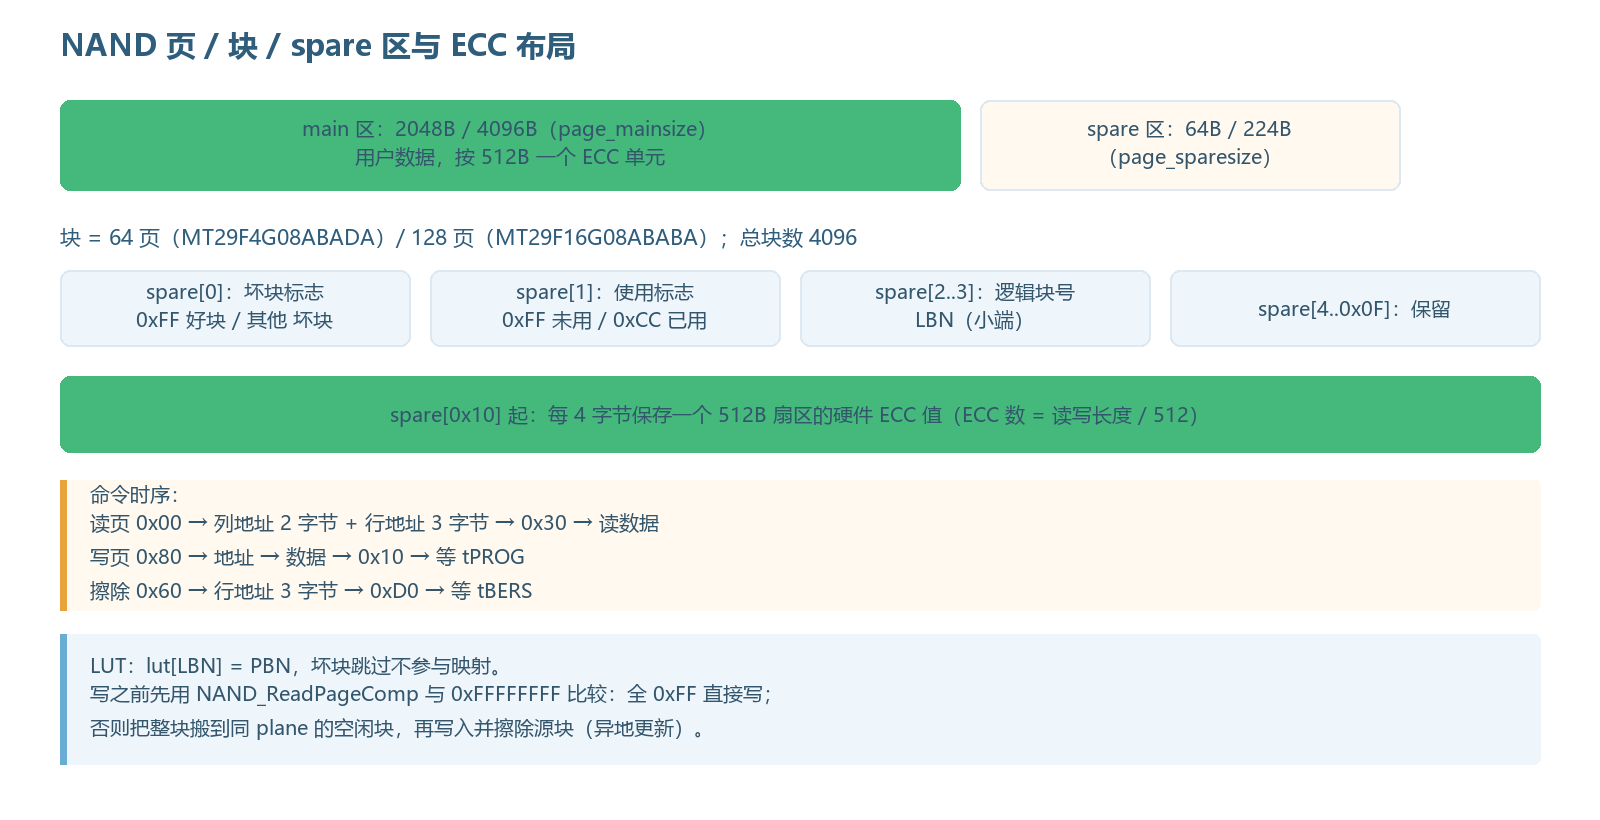 NAND 页 / 块 / spare 区与 ECC 布局
main 区：2048B / 4096B（page_mainsize）
用户数据，按 512B 一个 ECC 单元
spare 区：64B / 224B
（page_sparesize）
块 = 64 页（MT29F4G08ABADA）/ 128 页（MT29F16G08ABABA）；总块数 4096
spare[0]：坏块标志
0xFF 好块 / 其他 坏块
spare[1]：使用标志
0xFF 未用 / 0xCC 已用
spare[2..3]：逻辑块号
LBN（小端）
spare[4..0x0F]：保留
spare[0x10] 起：每 4 字节保存一个 512B 扇区的硬件 ECC 值（ECC 数 = 读写长度 / 512）
命令时序：
读页 0x00 → 列地址 2 字节 + 行地址 3 字节 → 0x30 → 读数据
写页 0x80 → 地址 → 数据 → 0x10 → 等 tPROG
擦除 0x60 → 行地址 3 字节 → 0xD0 → 等 tBERS
LUT：lut[LBN] = PBN，坏块跳过不参与映射。
写之前先用 NAND_ReadPageComp 与 0xFFFFFFFF 比较：全 0xFF 直接写；
否则把整块搬到同 plane 的空闲块，再写入并擦除源块（异地更新）。